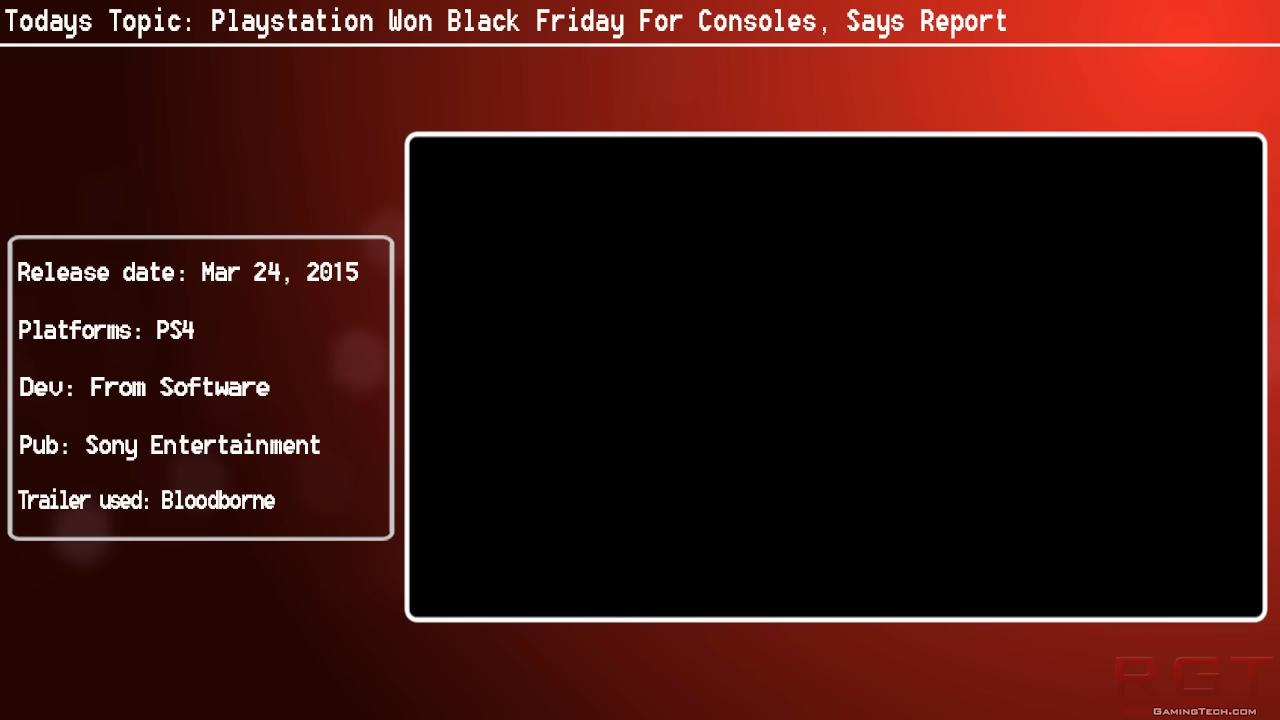 Todays Topic: Playstation Won Black Friday For Consoles, Says Report
Release date: Mar 24, 2015
Platforms: PS4
Dev: From Software
Pub: Sony Entertainment
Trailer used: Bloodborne
RGT
GamingTech.com